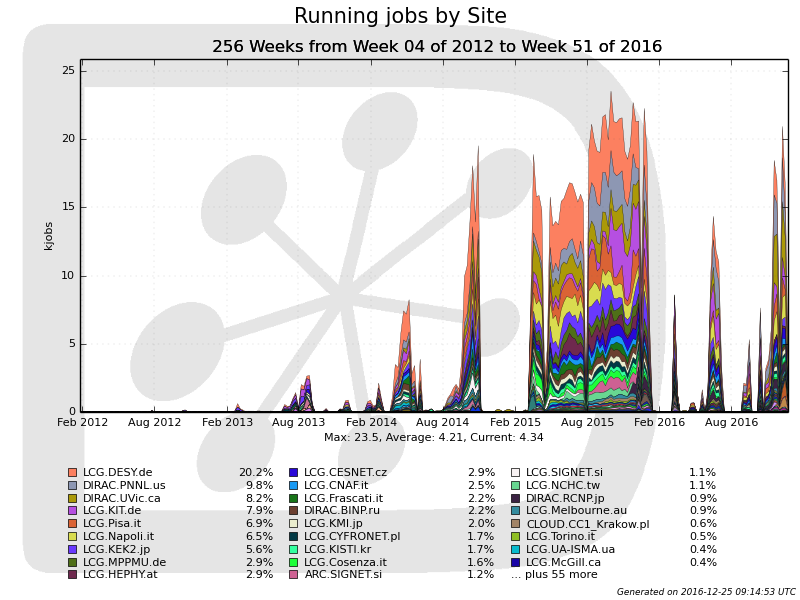 Running jobs by Site
256 Weeks from Week 04 of 2012 to Week 51 of 2016
25
20
15
10
5
0
kjobs
Feb 2012 Aug 2012 Feb 2013 Aug 2013 Feb 2014 Aug 2014 Feb 2015 Aug 2015 Feb 2016 Aug 2016
Max: 23.5, Average: 4.21, Current: 4.34
LCG.DESY.de 20.2% LCG.CESNET.cz 2.9% LCG.SIGNET.si 1.1%
DIRAC.PNNL.us 9.8% LCG.CNAF.it 2.5% LCG.NCHC.tw 1.1%
DIRAC.UVic.ca 8.2% LCG.Frascati.it 2.2% DIRAC.RCNP.jp 0.9%
LCG.KIT.de 7.9% DIRAC.BINP.ru 2.2% LCG.Melbourne.au 0.9%
LCG.Pisa.it 6.9% LCG.KMI.jp 2.0% CLOUD.CC1_Krakow.pl 0.6%
LCG.Napoli.it 6.5% LCG.CYFRONET.pl 1.7% LCG.Torino.it 0.5%
LCG.KEK2.jp 5.6% LCG.KISTI.kr 1.7% LCG.UA-ISMA.ua 0.4%
LCG.MPPMU.de 2.9% LCG.Cosenza.it 1.6% LCG.McGill.ca 0.4%
LCG.HEPHY.at 2.9% ARC.SIGNET.si 1.2% ... plus 55 more
Generated on 2016-12-25 09:14:53 UTC